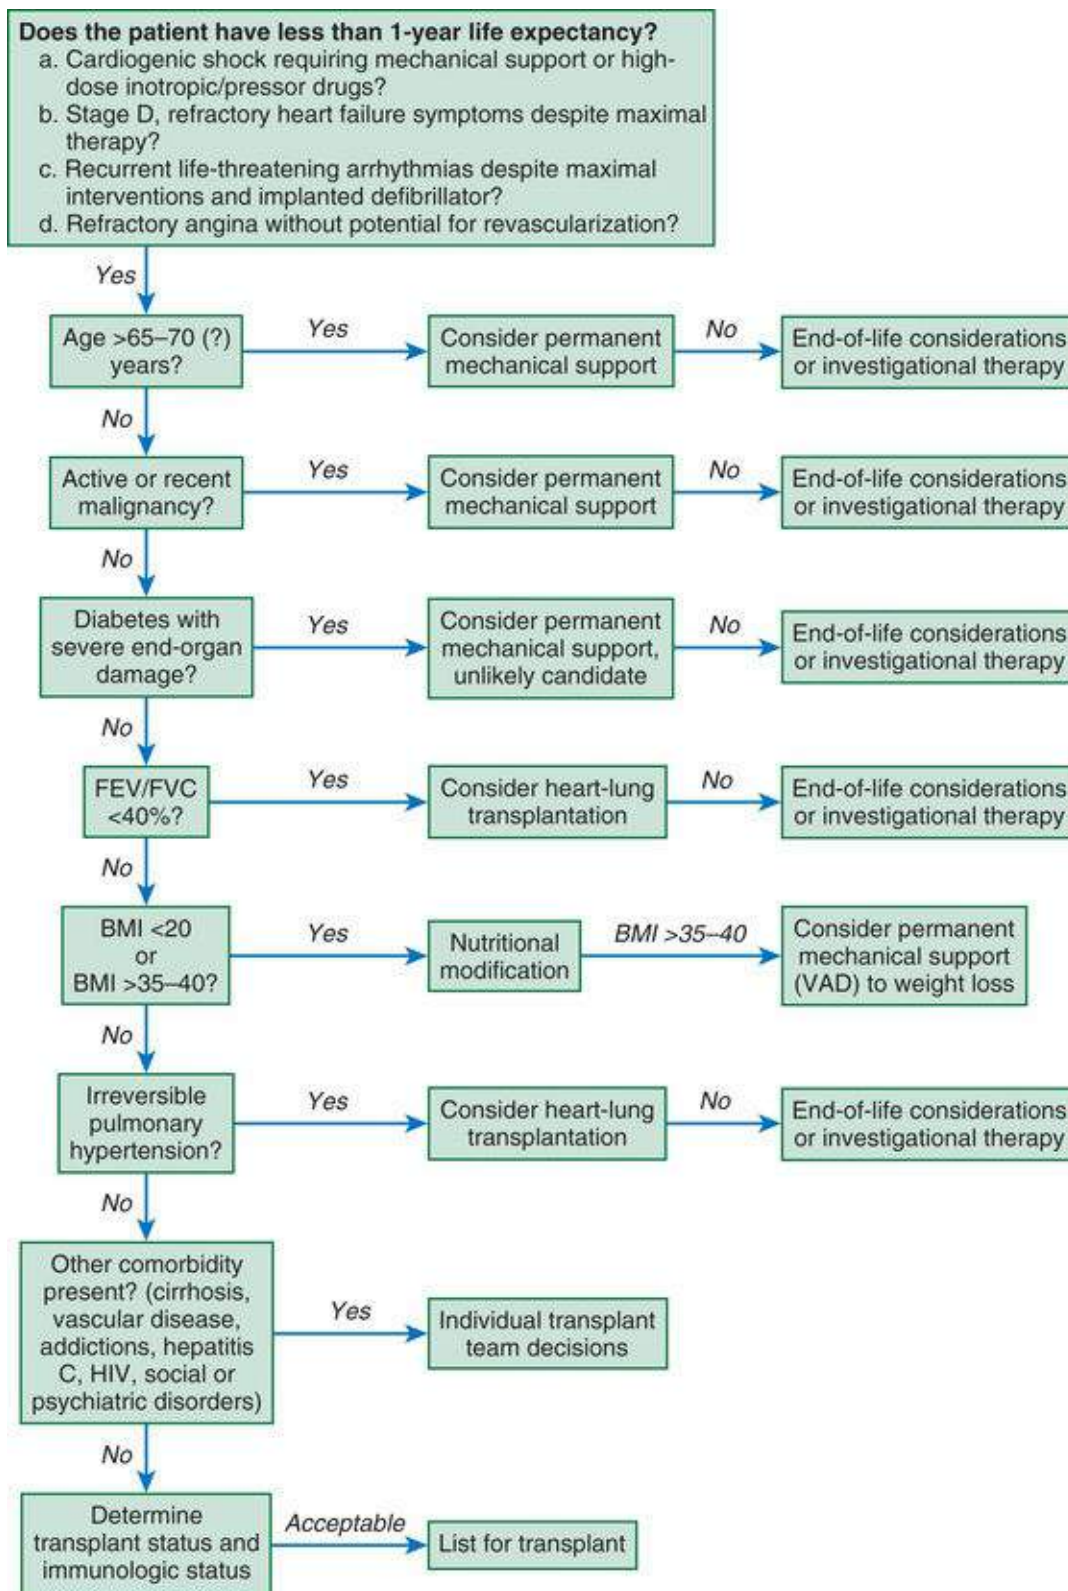 Does the patient have less than 1-year life expectancy?
a. Cardiogenic shock requiring mechanical support or high-
dose inotropic/pressor drugs?
b. Stage D, refractory heart failure symptoms despite maximal
therapy?
c. Recurrent life-threatening arrhythmias despite maximal
interventions and implanted defibrillator?
d. Refractory angina without potential for revascularization?
Yes
Age >65–70 (?)
years?
Yes
Consider permanent
mechanical support
No
End-of-life considerations
or investigational therapy
No
Active or recent
malignancy?
Yes
Consider permanent
mechanical support
No
End-of-life considerations
or investigational therapy
No
Diabetes with
severe end-organ
damage?
Yes
Consider permanent
mechanical support,
unlikely candidate
No
End-of-life considerations
or investigational therapy
No
FEV/FVC
<40%?
Yes
Consider heart-lung
transplantation
No
End-of-life considerations
or investigational therapy
No
BMI <20
or
BMI >35–40?
Yes
Nutritional
modification
BMI >35–40
Consider permanent
mechanical support
(VAD) to weight loss
No
Irreversible
pulmonary
hypertension?
Yes
Consider heart-lung
transplantation
No
End-of-life considerations
or investigational therapy
No
Other comorbidity
present? (cirrhosis,
vascular disease,
addictions, hepatitis
C, HIV, social or
psychiatric disorders)
Yes
Individual transplant
team decisions
No
Determine
transplant status and
immunologic status
Acceptable
List for transplant